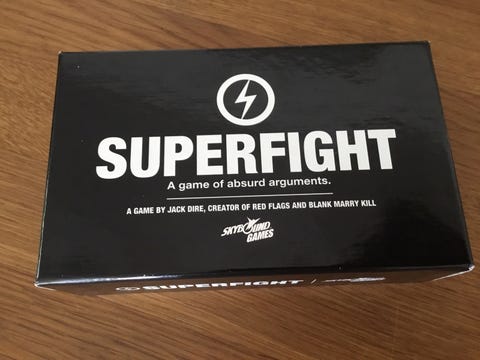 SUPERFIGHT
A game of absurd arguments.
A GAME BY JACK DIRE, CREATOR OF RED FLAGS AND BLANK MARRY KILL
SKYBOUND
GAMES
SUPERFIGHT